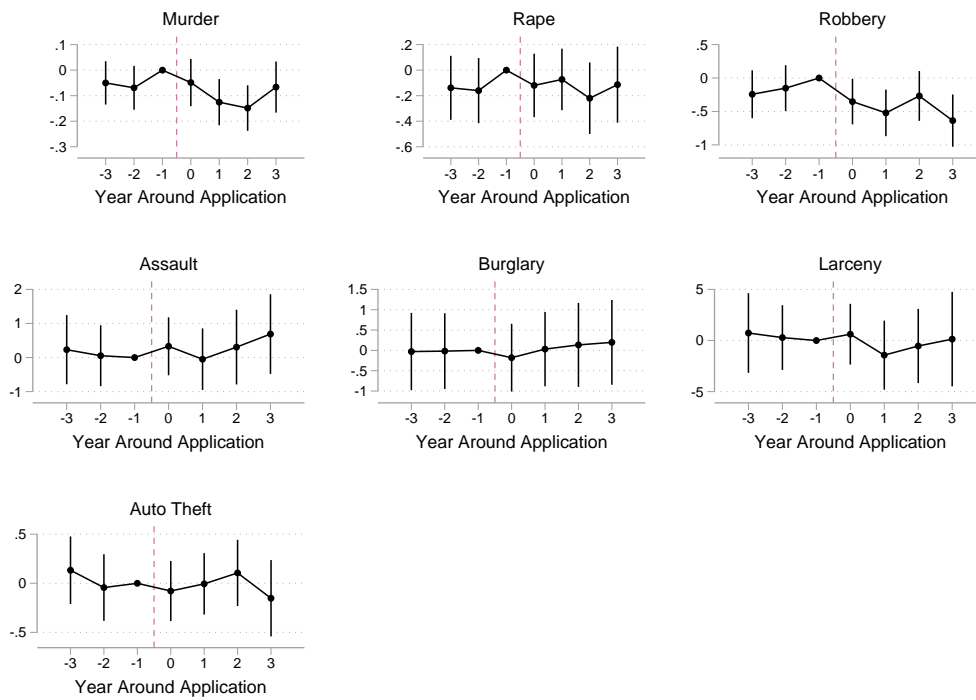 Murder
.1
0
-.1
-.2
-.3
-3 -2 -1 0 1 2 3
Year Around Application
Rape
.2
0
-.2
-.4
-.6
-3 -2 -1 0 1 2 3
Year Around Application
Robbery
.5
0
-.5
-1
-3 -2 -1 0 1 2 3
Year Around Application
Assault
2
1
0
-1
-3 -2 -1 0 1 2 3
Year Around Application
Burglary
1.5
1
.5
0
-.5
-1
-3 -2 -1 0 1 2 3
Year Around Application
Larceny
5
0
-5
-3 -2 -1 0 1 2 3
Year Around Application
Auto Theft
.5
0
-.5
-3 -2 -1 0 1 2 3
Year Around Application